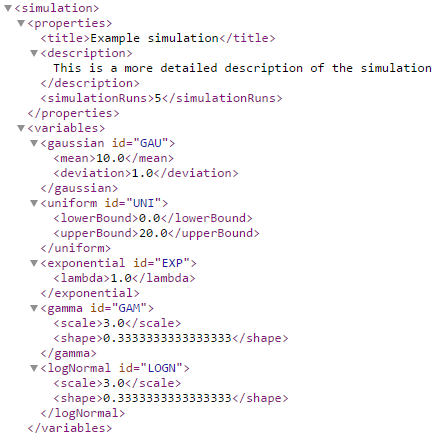 <simulation>
<properties>
<title>Example simulation</title>
<description>
This is a more detailed description of the simulation
</description>
<simulationRuns>5</simulationRuns>
</properties>
<variables>
<gaussian id="GAU">
<mean>10.0</mean>
<deviation>1.0</deviation>
</gaussian>
<uniform id="UNI">
<lowerBound>0.0</lowerBound>
<upperBound>20.0</upperBound>
</uniform>
<exponential id="EXP">
<lambda>1.0</lambda>
</exponential>
<gamma id="GAM">
<scale>3.0</scale>
<shape>0.3333333333333333</shape>
</gamma>
<logNormal id="LOGN">
<scale>3.0</scale>
<shape>0.3333333333333333</shape>
</logNormal>
</variables>